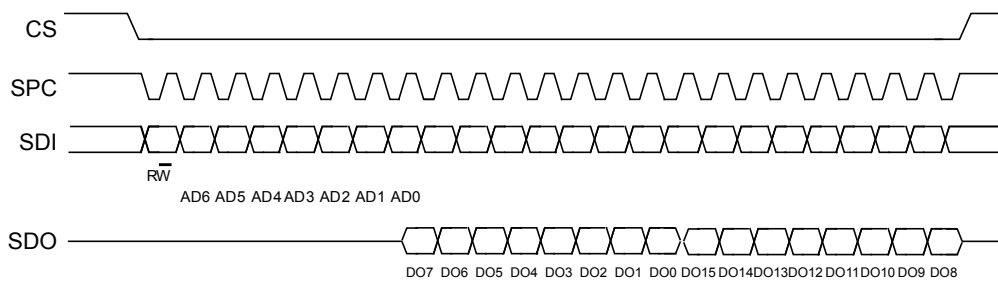 CS
SPC
SDI
RW
AD6 AD5 AD4 AD3 AD2 AD1 AD0
SDO
DO7 DO6 DO5 DO4 DO3 DO2 DO1 DO0 DO15 DO14 DO13 DO12 DO11 DO10 DO9 DO8